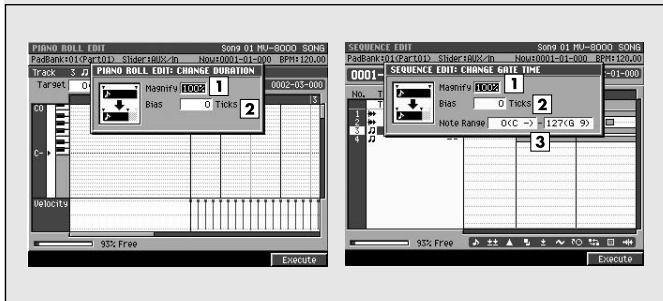 PIANO ROLL EDIT Song 01 MV-8000 SONG
PadBank:01(Part01) Slider:AUX/In Now:0001-01-000 BPM:120.00
Track 3
PIANO ROLL EDIT: CHANGE DURATION
Target 0002-03-000
Magnify 100% 1
Bias 0 Ticks 2
C0
C-
Velocity
93% Free
Execute
SEQUENCE EDIT Song 01 MV-8000 SONG
PadBank:01(Part01) Slider:AUX/In Now:0001-01-000 BPM:120.00
0001-
SEQUENCE EDIT: CHANGE GATE TIME
-01-000
Magnify 100% 1
Bias 0 Ticks 2
Note Range 0(C -) - 127(G 9)
3
No. T
1
2
3
4
93% Free
Execute